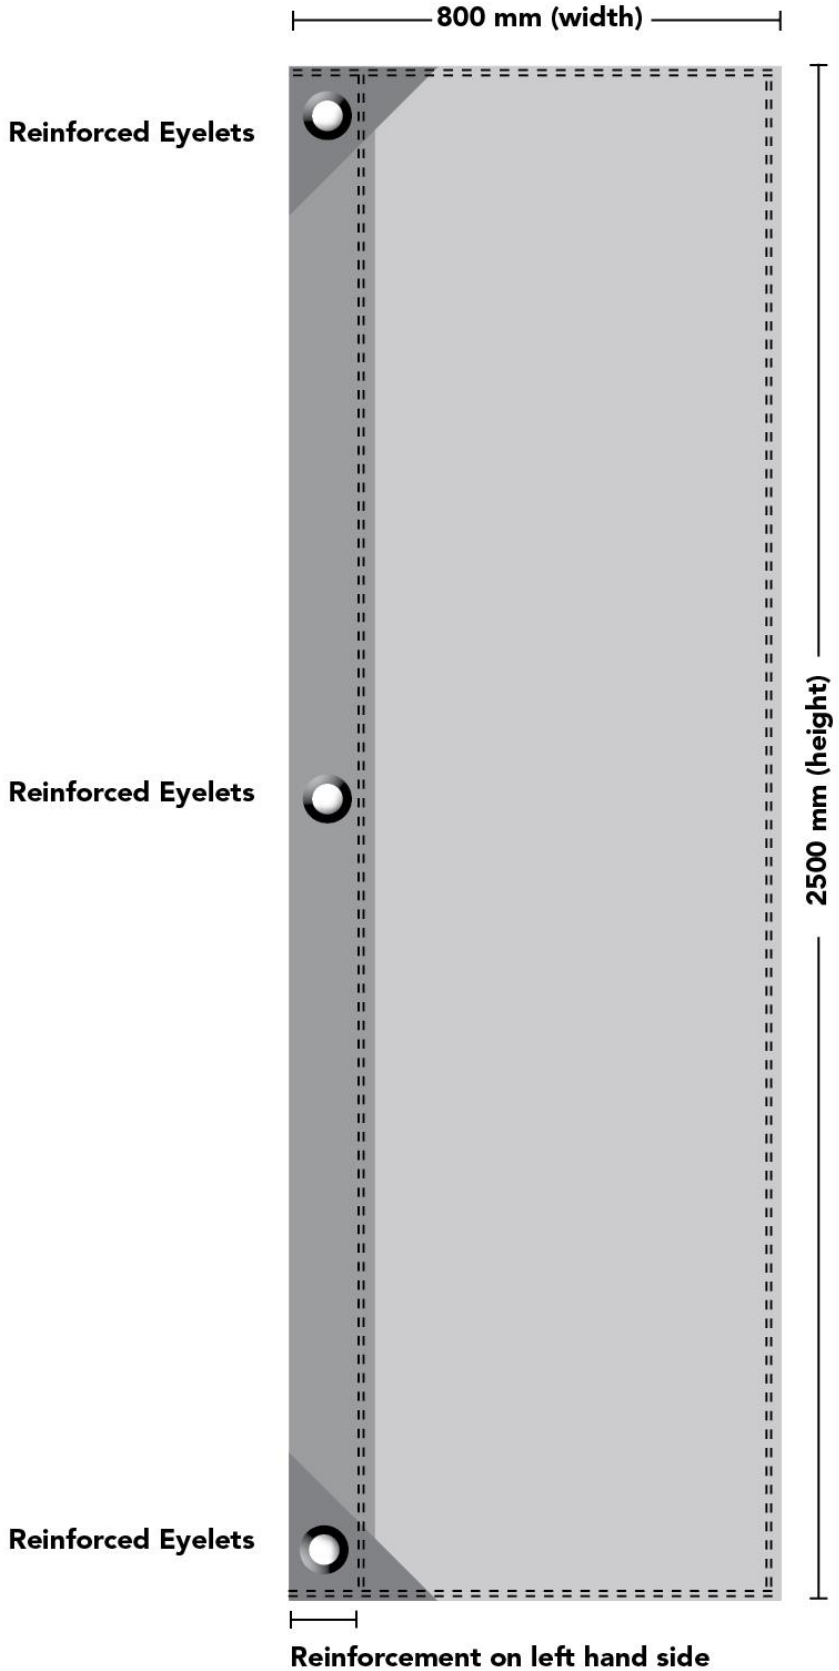 800 mm (width)
Reinforced Eyelets
Reinforced Eyelets
2500 mm (height)
Reinforced Eyelets
Reinforcement on left hand side